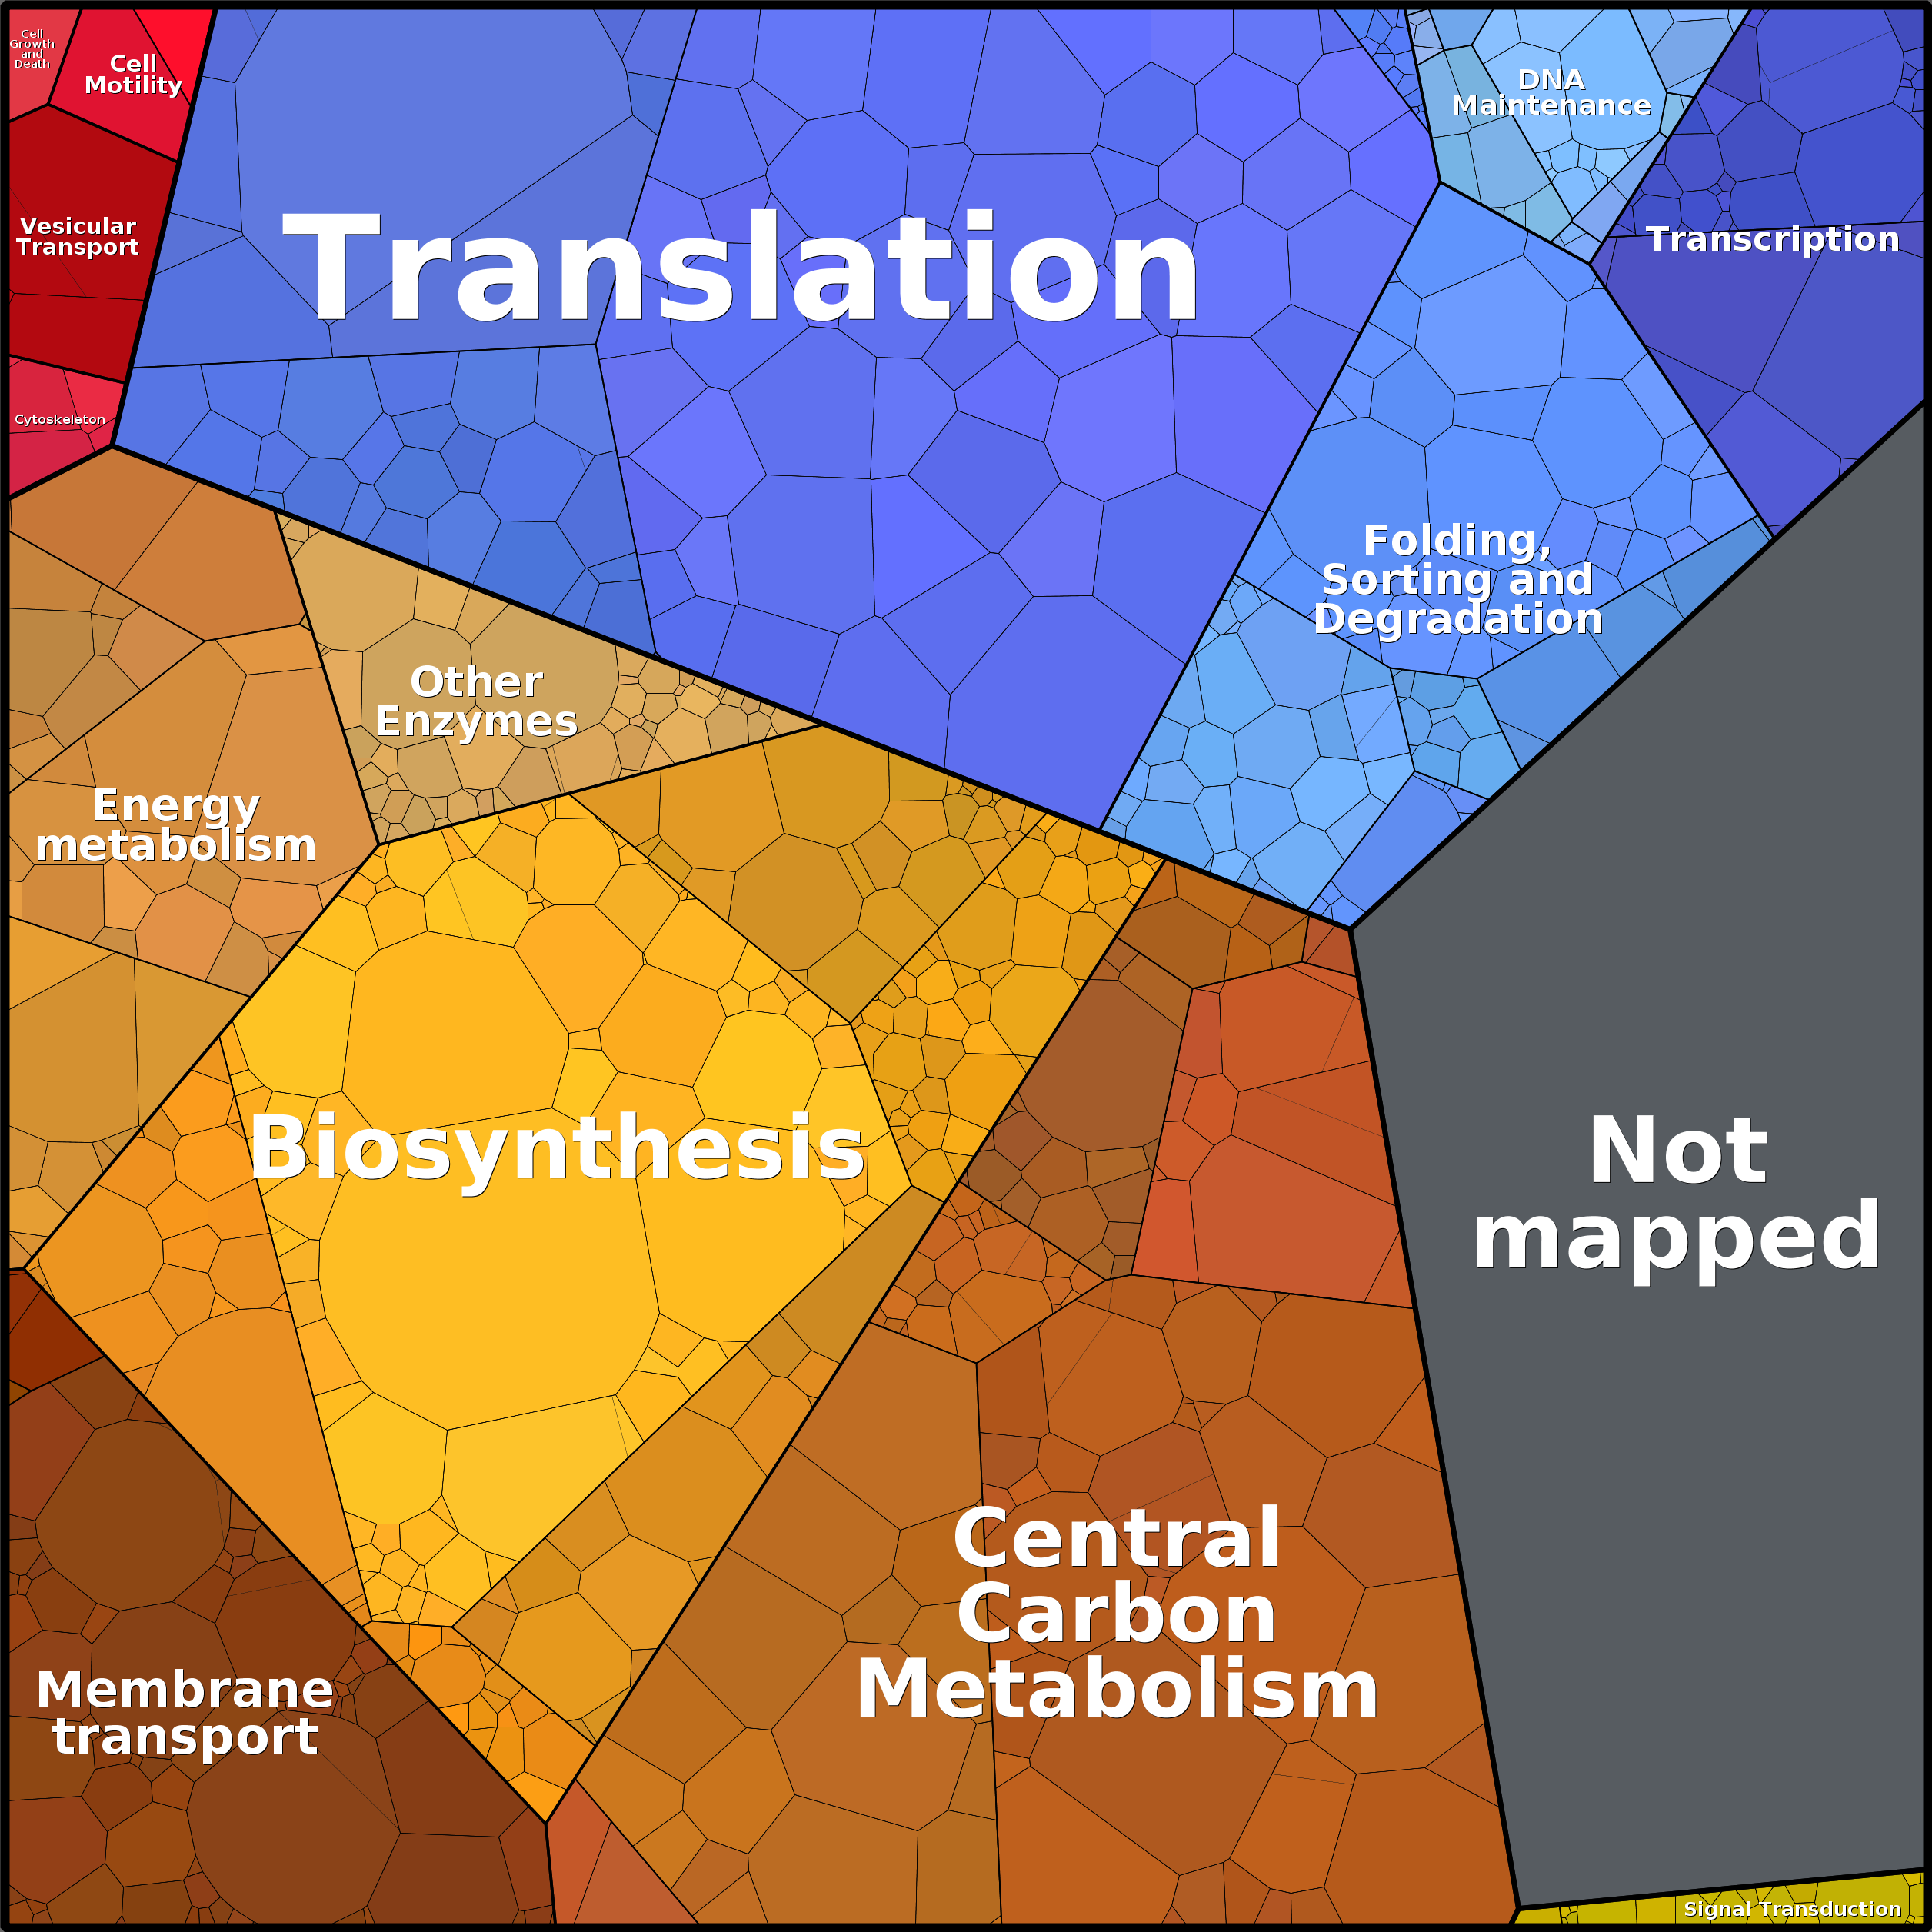 Cell
Growth
and
Death
Cell
Motility
DNA
Maintenance
Vesicular
Transport
Translation
Transcription
Cytoskeleton
Folding,
Sorting and
Degradation
Other
Enzymes
Energy
metabolism
Biosynthesis
Not
mapped
Central
Carbon
Metabolism
Membrane
transport
Signal Transduction